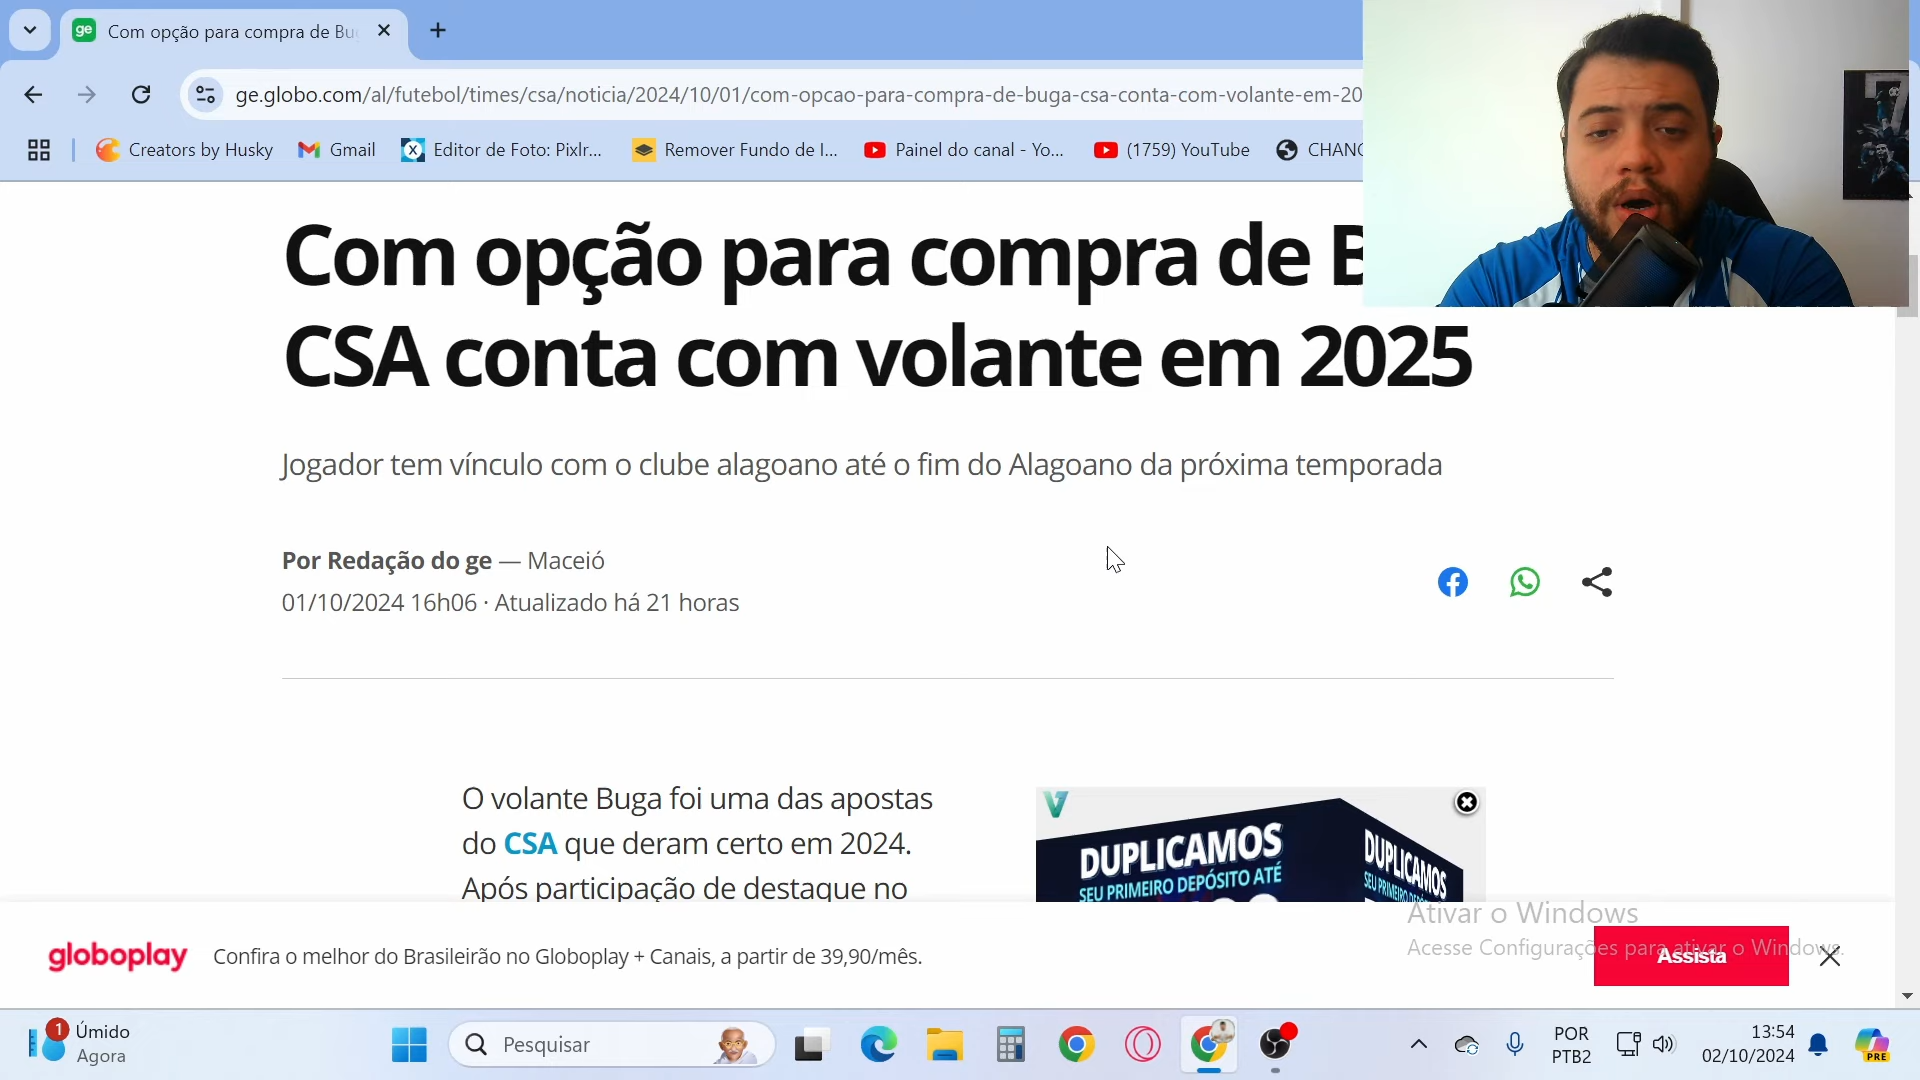 ge Com opção para compra de Bu
ge.globo.com/al/futebol/times/csa/noticia/2024/10/01/com-opcao-para-compra-de-buga-csa-conta-com-volante-em-20
Creators by Husky Gmail Editor de Foto: Pixlr... Remover Fundo de I... Painel do canal - Yo... (1759) YouTube CHANG
Com opção para compra de B
CSA conta com volante em 2025
Jogador tem vínculo com o clube alagoano até o fim do Alagoano da próxima temporada
Por Redação do ge — Maceió
01/10/2024 16h06 · Atualizado há 21 horas
O volante Buga foi uma das apostas
do CSA que deram certo em 2024.
Após participação de destaque no
DUPLICAMOS
SEU PRIMEIRO DEPÓSITO ATÉ
DUPLICAMOS
Ativar o Windows
Acesse Configurações para ativar o Windows.
globoplay Confira o melhor do Brasileirão no Globoplay + Canais, a partir de 39,90/mês. Assista
1 Úmido
Agora
Pesquisar
POR
PTB2
13:54
02/10/2024
PRE